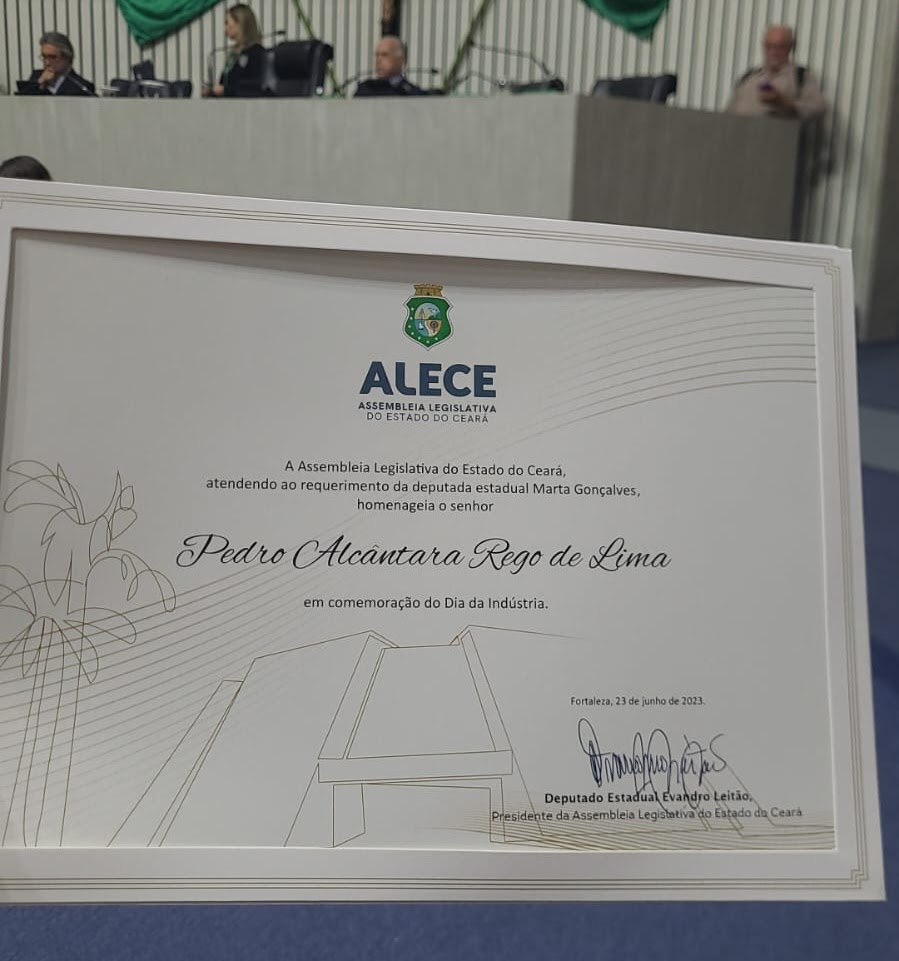 ALECE
ASSEMBLEIA LEGISLATIVA
DO ESTADO DO CEARÁ
A Assembleia Legislativa do Estado do Ceará,
atendendo ao requerimento da deputada estadual Marta Gonçalves,
homenageia o senhor
Pedro Alcântara Rego de Lima
em comemoração do Dia da Indústria.
Fortaleza, 23 de junho de 2023.
Deputado Estadual Evandro Leitão,
Presidente da Assembleia Legislativa do Estado do Ceará